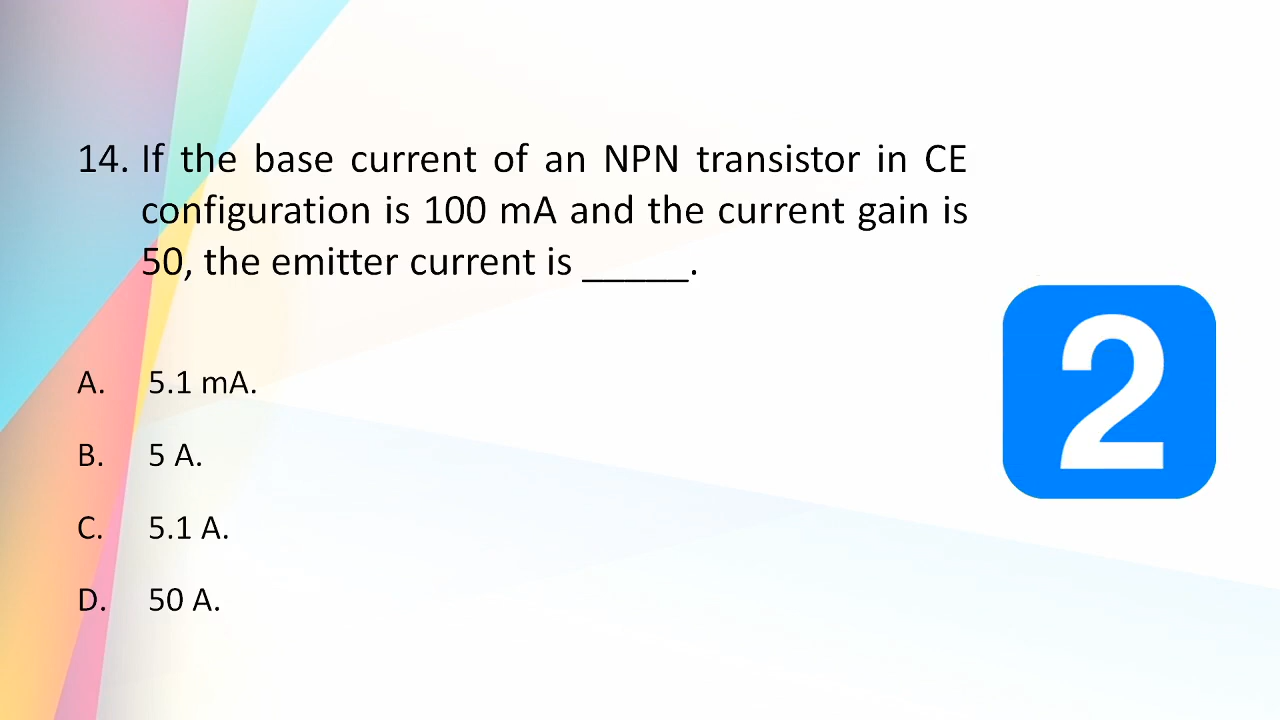 14. If the base current of an NPN transistor in CE
configuration is 100 mA and the current gain is
50, the emitter current is _____.
A. 5.1 mA.
B. 5 A.
2
C. 5.1 A.
D. 50 A.